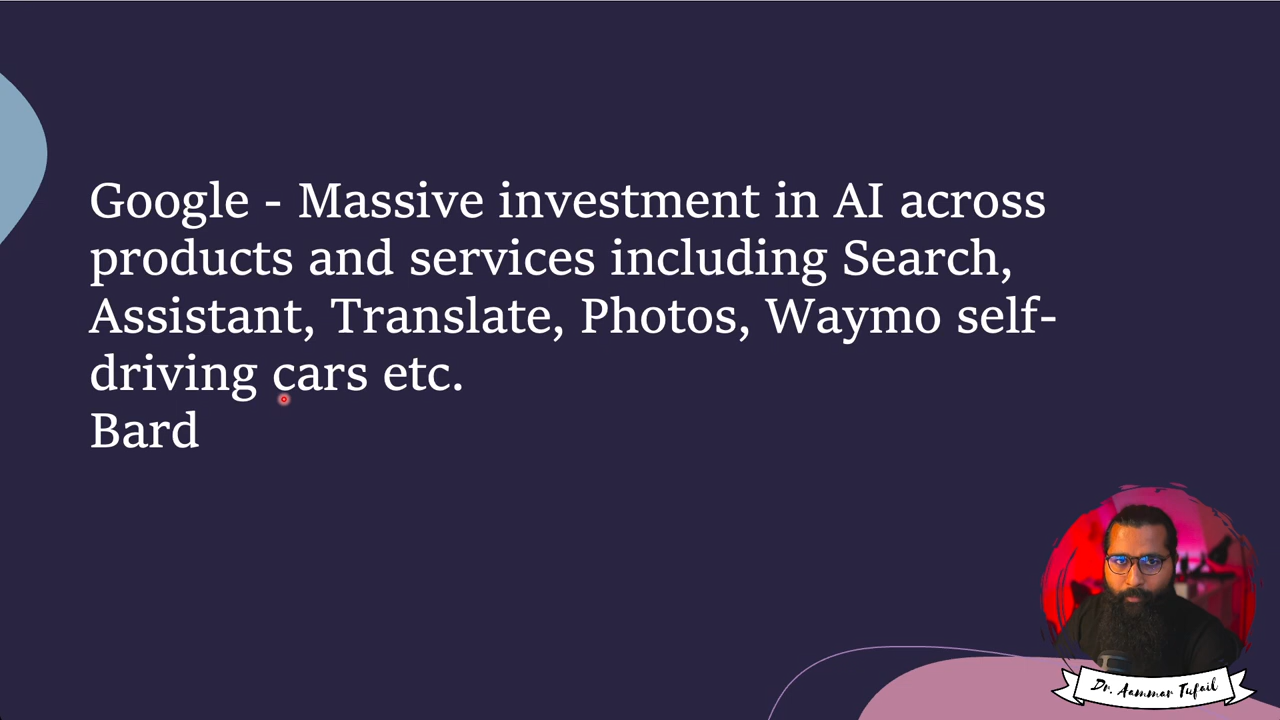 Google - Massive investment in AI across
products and services including Search,
Assistant, Translate, Photos, Waymo self-
driving cars etc.
Bard
Dr. Aammar Tufail